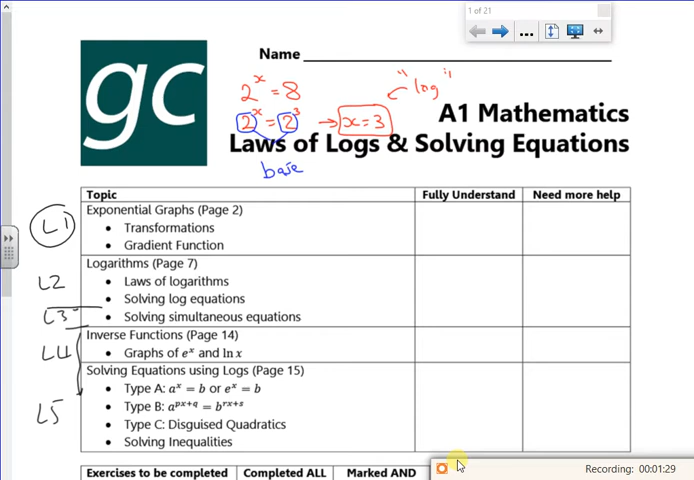 1 of 21
Name
gc
2^x = 8
"log"
2^x = 2^3 → x = 3
A1 Mathematics
Laws of Logs & Solving Equations
base
Topic Fully Understand Need more help
L1
Exponential Graphs (Page 2)
• Transformations
• Gradient Function
Logarithms (Page 7)
L2
• Laws of logarithms
• Solving log equations
L3
• Solving simultaneous equations
Inverse Functions (Page 14)
L4
• Graphs of e^x and ln x
Solving Equations using Logs (Page 15)
• Type A: a^x = b or e^x = b
L5
• Type B: a^(px+q) = b^(rx+s)
• Type C: Disguised Quadratics
• Solving Inequalities
Exercises to be completed Completed ALL Marked AND
Recording: 00:01:29